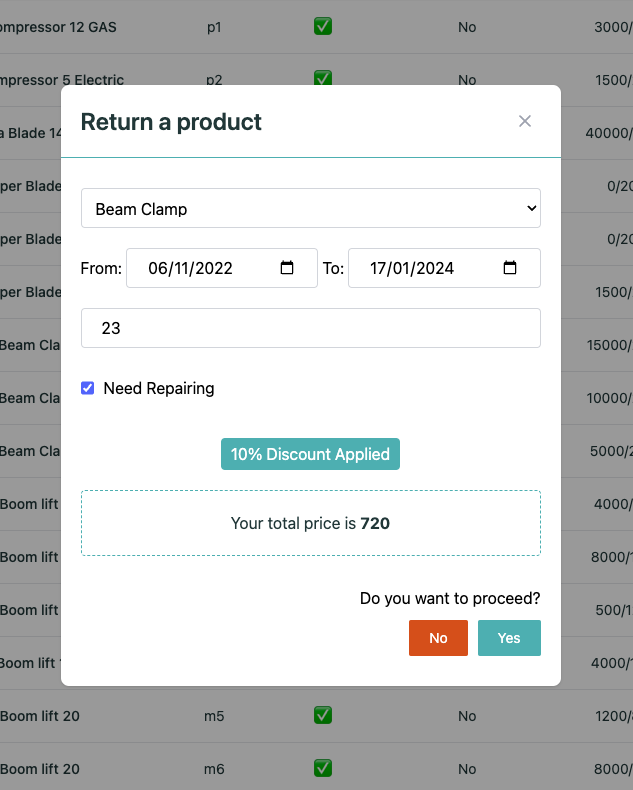 ompressor 12 GAS p1 ✅ No 3000/
mpressor 5 Electric p2 ✅ No 1500/
Return a product ×
a Blade 14 40000/
per Blade 0/20
Beam Clamp
per Blade 0/20
From: 06/11/2022 To: 17/01/2024
per Blade 1500/
23
Beam Cla 15000/
Need Repairing
Beam Cla 10000/
10% Discount Applied
Beam Cla 5000/2
Boom lift 4000/
Your total price is 720
Boom lift 8000/1
Do you want to proceed?
Boom lift 500/1
No Yes
Boom lift 1 4000/1
Boom lift 20 m5 ✅ No 1200/8
Boom lift 20 m6 ✅ No 8000/